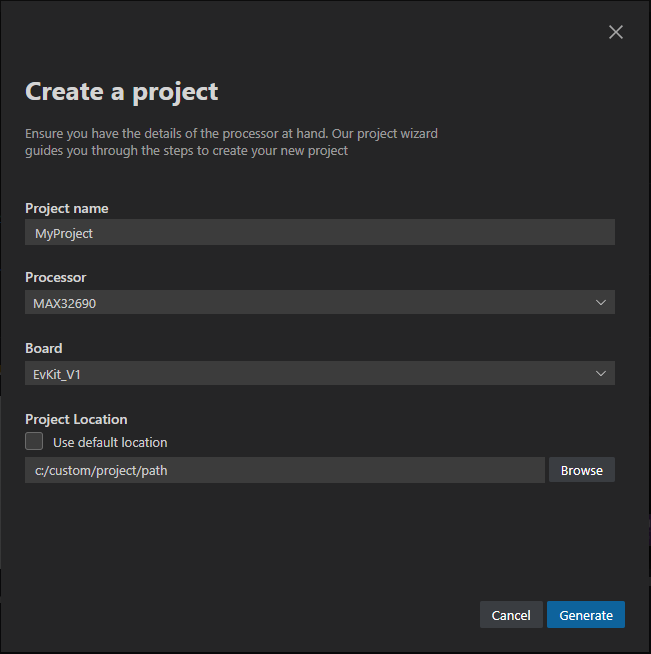 Create a project
Ensure you have the details of the processor at hand. Our project wizard
guides you through the steps to create your new project
Project name
MyProject
Processor
MAX32690
Board
EvKit_V1
Project Location
Use default location
c:/custom/project/path
Browse
Cancel
Generate